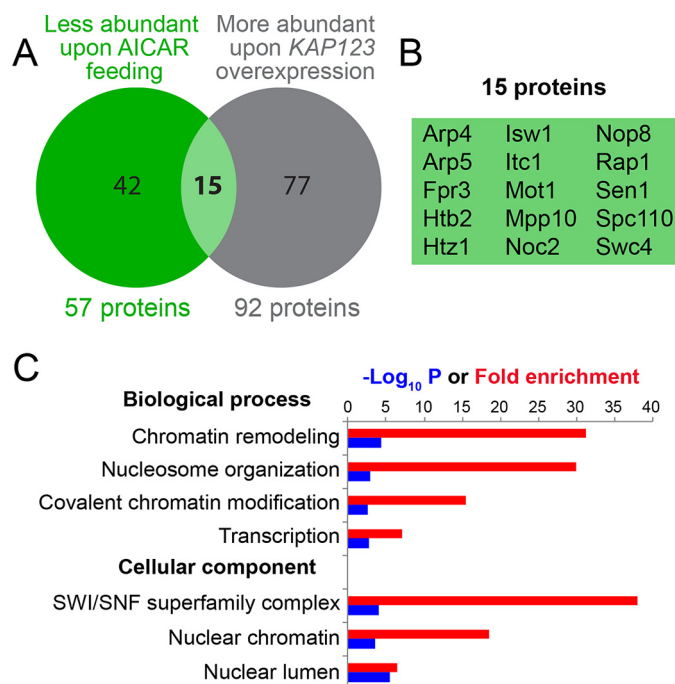 A
Less abundant
upon AICAR
feeding
More abundant
upon KAP123
overexpression
42
15
77
57 proteins
92 proteins
B
15 proteins
Arp4 Isw1 Nop8
Arp5 Itc1 Rap1
Fpr3 Mot1 Sen1
Htb2 Mpp10 Spc110
Htz1 Noc2 Swc4
C
-Log10 P or Fold enrichment
Biological process
0 5 10 15 20 25 30 35 40
Chromatin remodeling
Nucleosome organization
Covalent chromatin modification
Transcription
Cellular component
SWI/SNF superfamily complex
Nuclear chromatin
Nuclear lumen